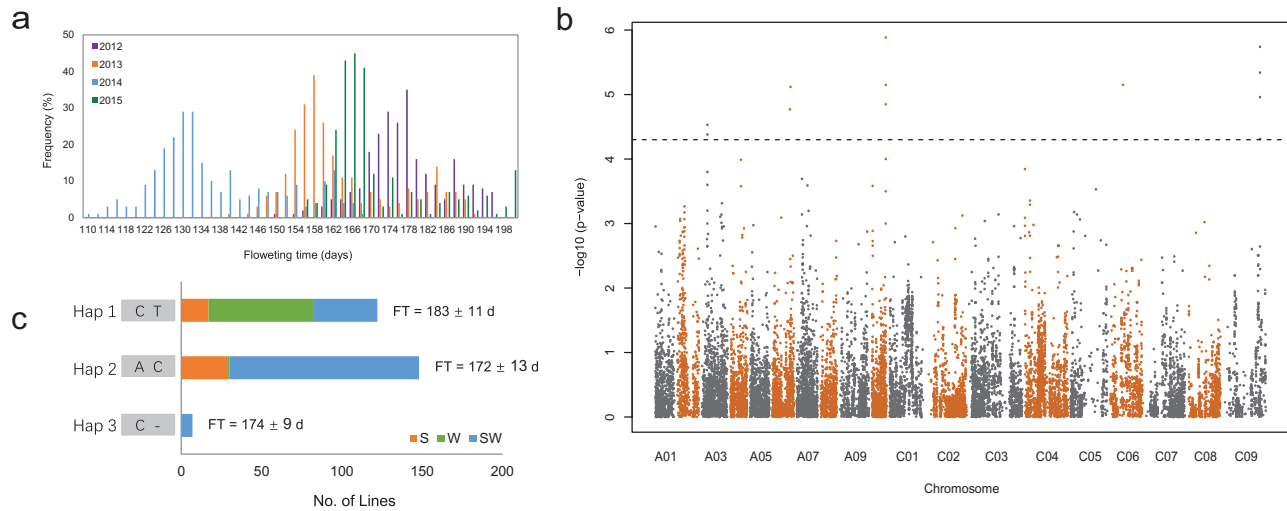 a
50
40
30
20
10
0
Frequency (%)
2012
2013
2014
2015
110 114 118 122 126 130 134 138 142 146 150 154 158 162 166 170 174 178 182 186 190 194 198
Floweting time (days)
b
6
5
4
3
2
1
0
−log10 (p−value)
A01 A03 A05 A07 A09 C01 C02 C03 C04 C05 C06 C07 C08 C09
Chromosome
c
Hap 1 C T FT = 183 ± 11 d
Hap 2 A C FT = 172 ± 13 d
Hap 3 C - FT = 174 ± 9 d
S W SW
0 50 100 150 200
No. of Lines